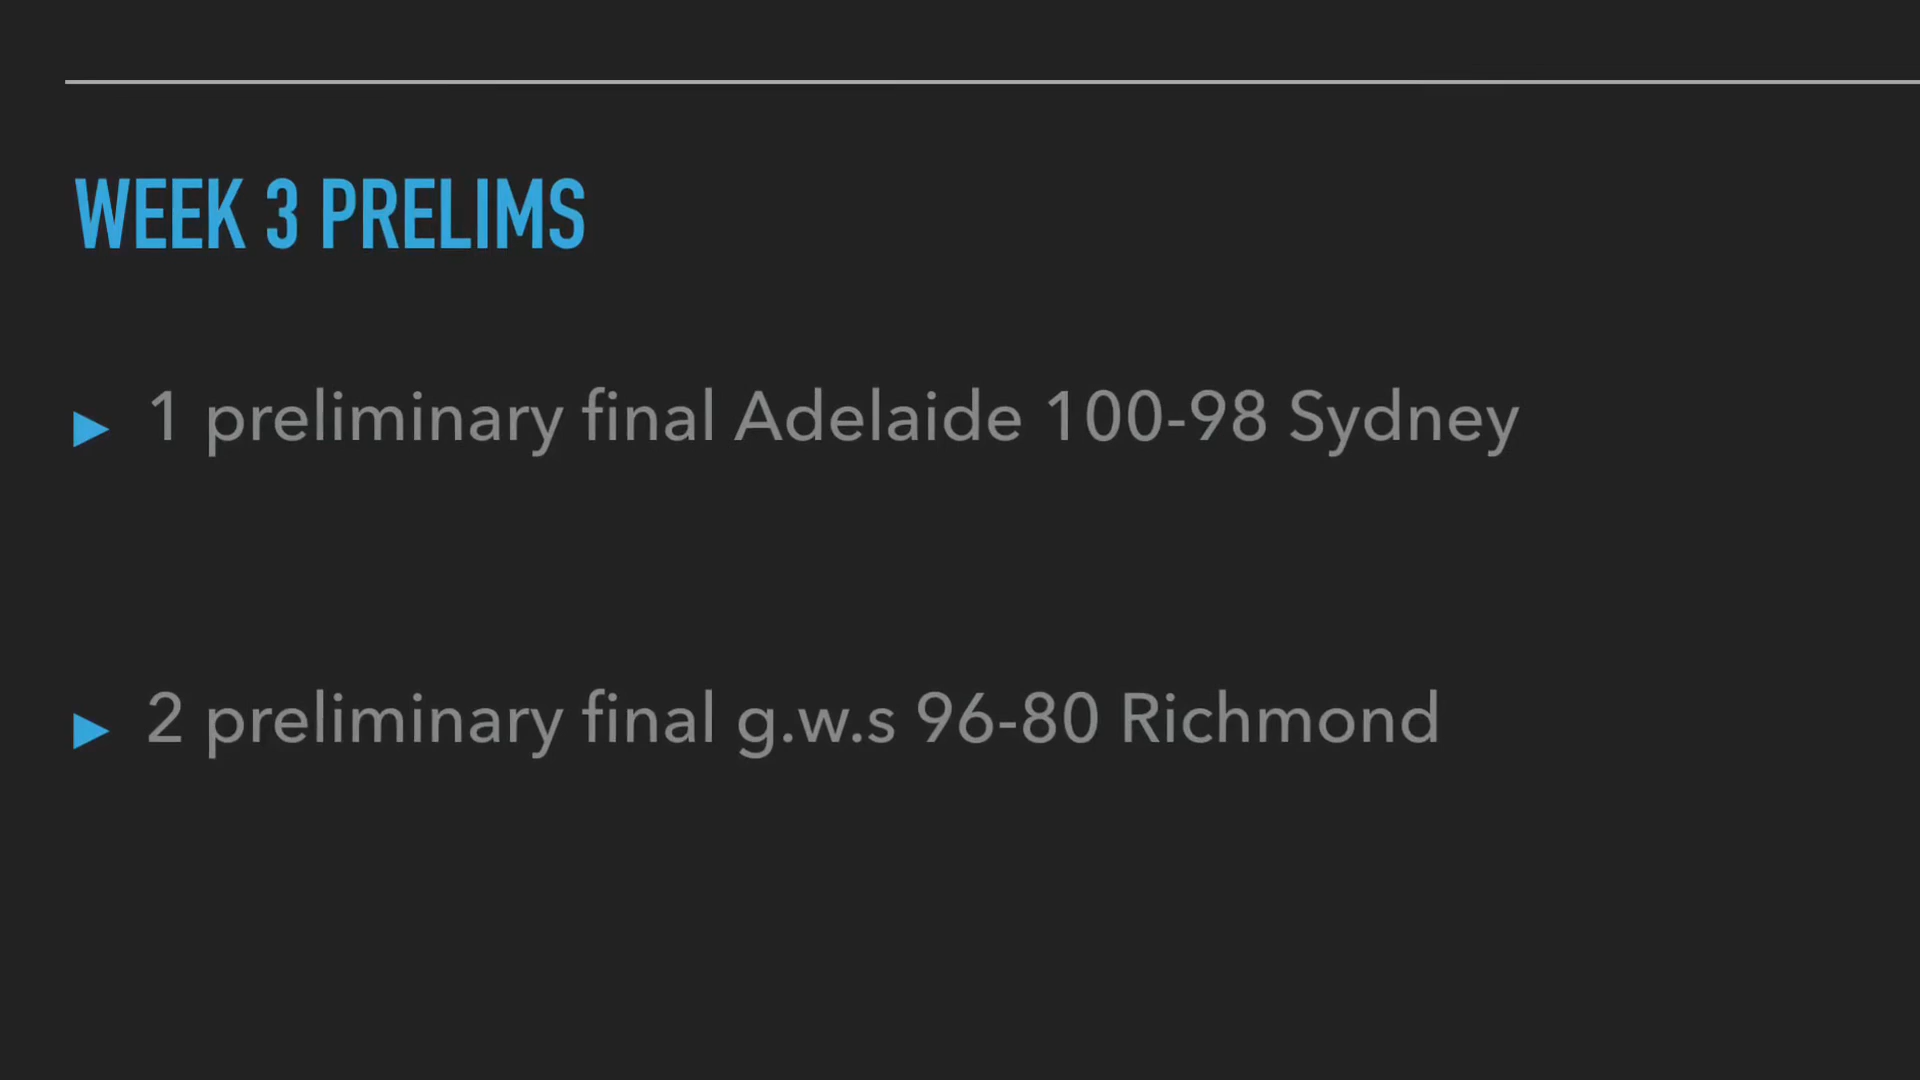 WEEK 3 PRELIMS
1 preliminary final Adelaide 100-98 Sydney
2 preliminary final g.w.s 96-80 Richmond